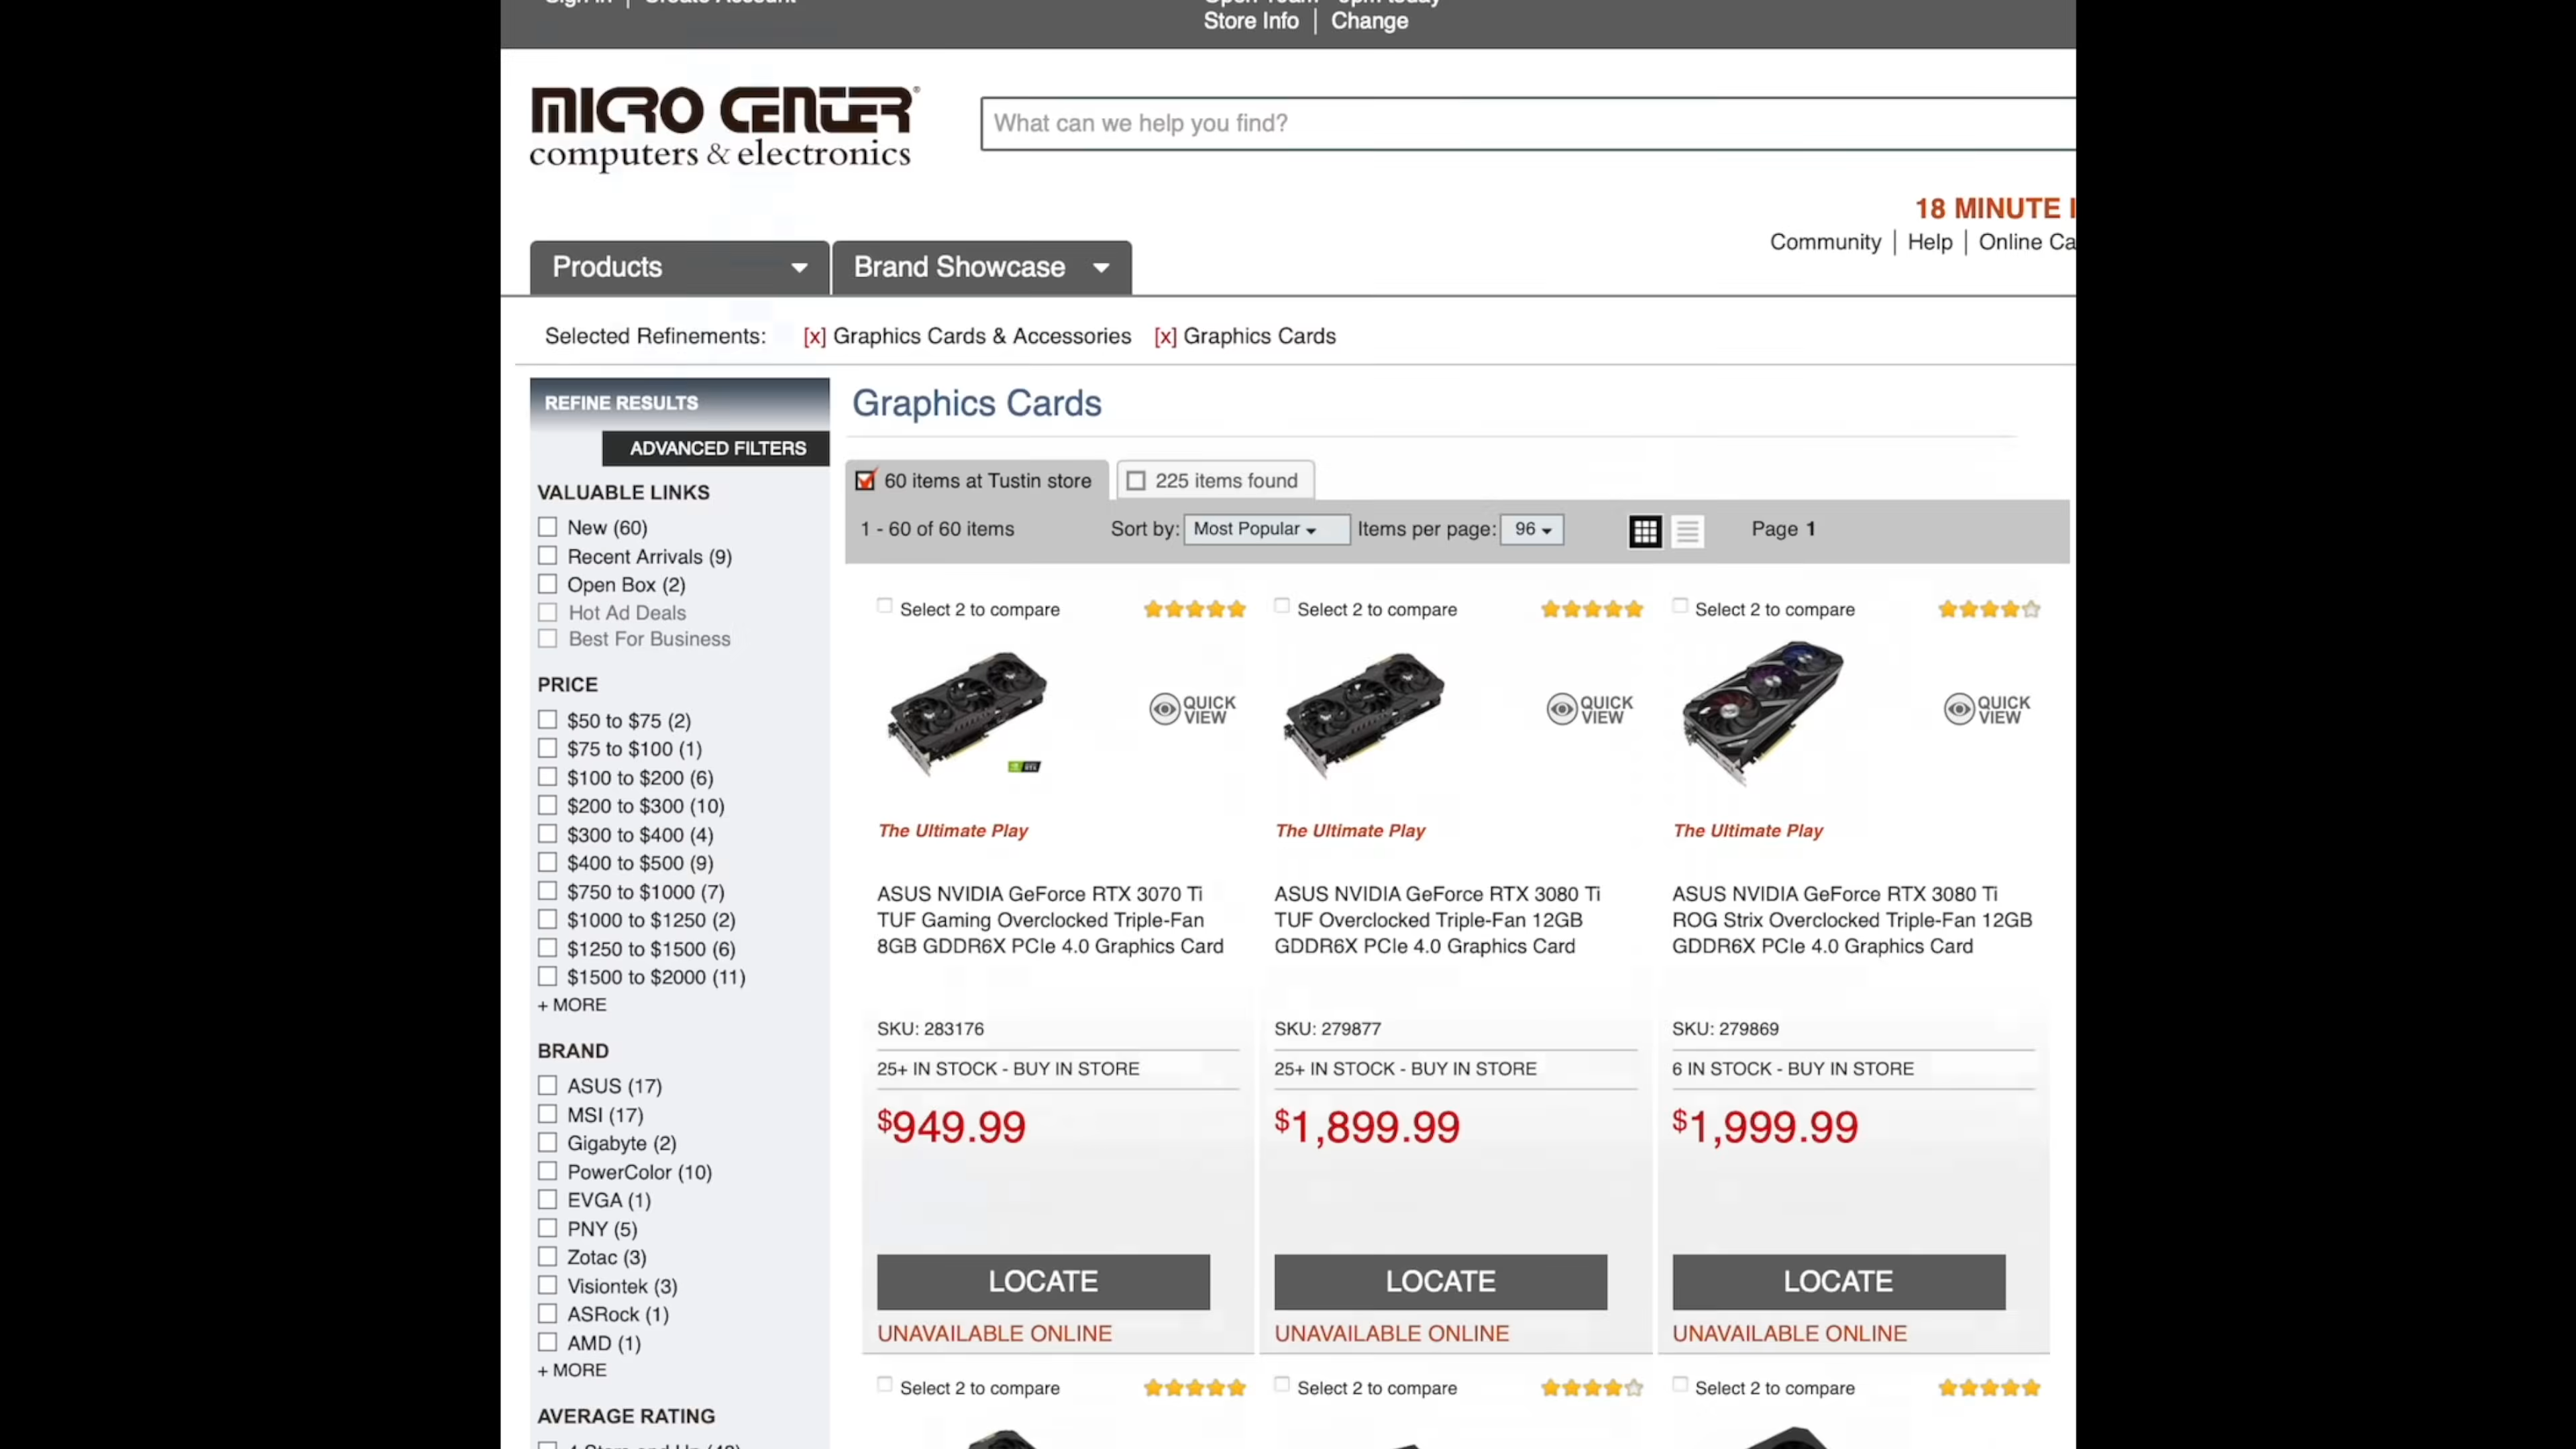 Store Info | Change
MICRO CENTER
computers & electronics
What can we help you find?
18 MINUTE
Community | Help | Online
Products
Brand Showcase
Selected Refinements: [x] Graphics Cards & Accessories [x] Graphics Cards
REFINE RESULTS
ADVANCED FILTERS
VALUABLE LINKS
New (60)
Recent Arrivals (9)
Open Box (2)
Hot Ad Deals
Best For Business
PRICE
$50 to $75 (2)
$75 to $100 (1)
$100 to $200 (6)
$200 to $300 (10)
$300 to $400 (4)
$400 to $500 (9)
$750 to $1000 (7)
$1000 to $1250 (2)
$1250 to $1500 (6)
$1500 to $2000 (11)
+ MORE
BRAND
ASUS (17)
MSI (17)
Gigabyte (2)
PowerColor (10)
EVGA (1)
PNY (5)
Zotac (3)
Visiontek (3)
ASRock (1)
AMD (1)
+ MORE
AVERAGE RATING
Graphics Cards
60 items at Tustin store
225 items found
1 - 60 of 60 items Sort by: Most Popular Items per page: 96 Page 1
Select 2 to compare
QUICK
VIEW
The Ultimate Play
ASUS NVIDIA GeForce RTX 3070 Ti
TUF Gaming Overclocked Triple-Fan
8GB GDDR6X PCIe 4.0 Graphics Card
SKU: 283176
25+ IN STOCK - BUY IN STORE
$949.99
LOCATE
UNAVAILABLE ONLINE
Select 2 to compare
QUICK
VIEW
The Ultimate Play
ASUS NVIDIA GeForce RTX 3080 Ti
TUF Overclocked Triple-Fan 12GB
GDDR6X PCIe 4.0 Graphics Card
SKU: 279877
25+ IN STOCK - BUY IN STORE
$1,899.99
LOCATE
UNAVAILABLE ONLINE
Select 2 to compare
QUICK
VIEW
The Ultimate Play
ASUS NVIDIA GeForce RTX 3080 Ti
ROG Strix Overclocked Triple-Fan 12GB
GDDR6X PCIe 4.0 Graphics Card
SKU: 279869
6 IN STOCK - BUY IN STORE
$1,999.99
LOCATE
UNAVAILABLE ONLINE
Select 2 to compare
Select 2 to compare
Select 2 to compare